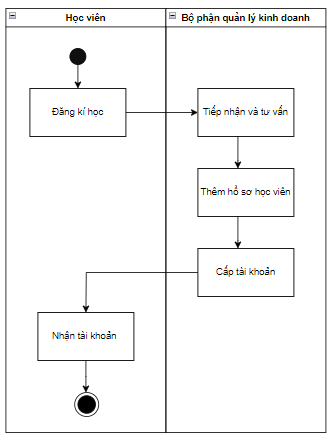 Học viên
Bộ phận quản lý kinh doanh
Đăng kí học
Tiếp nhận và tư vấn
Thêm hồ sơ học viên
Cấp tài khoản
Nhận tài khoản